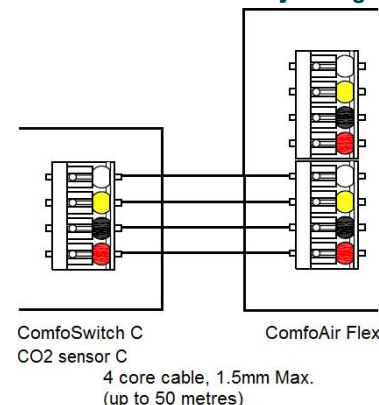 ComfoSwitch C
CO2 sensor C
ComfoAir Flex
4 core cable, 1.5mm Max.
(up to 50 metres)